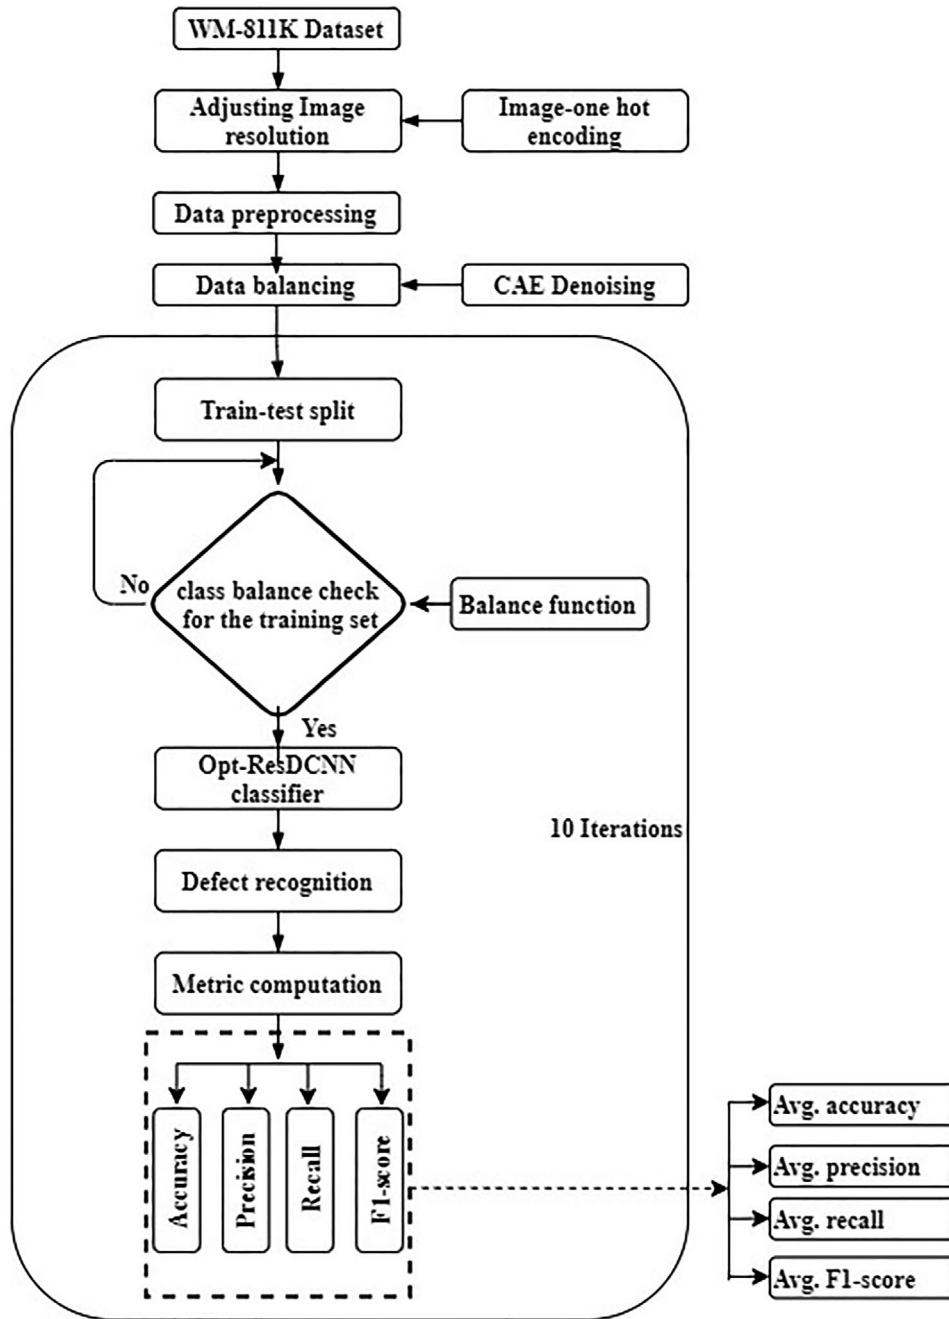 WM-811K Dataset
Adjusting Image
resolution
Image-one hot
encoding
Data preprocessing
Data balancing
CAE Denoising
Train-test split
No
class balance check
for the training set
Balance function
Yes
Opt-ResDCNN
classifier
10 Iterations
Defect recognition
Metric computation
Accuracy
Precision
Recall
F1-score
Avg. accuracy
Avg. precision
Avg. recall
Avg. F1-score